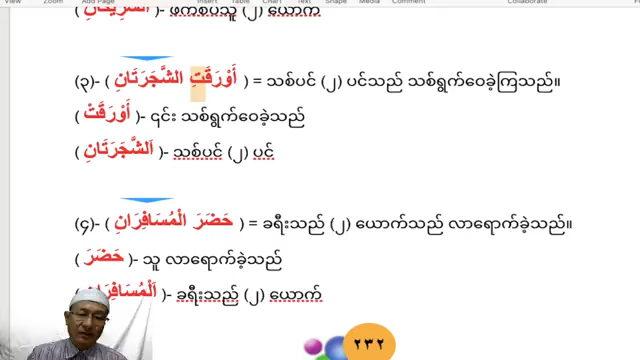 View Zoom Add Page Insert Table Chart Text Shape Media Comment Collaborate
الشَّرِيكَانِ )- ဖက်စပ်သူ (၂) ယောက်
(၃)- ( أَوْرَقَتِ الشَّجَرَتَانِ ) = သစ်ပင် (၂) ပင်သည် သစ်ရွက်ဝေခဲ့ကြသည်။
( أَوْرَقَتْ )- ၎င်း သစ်ရွက်ဝေခဲ့သည်
( اَلشَّجَرَتَانِ )- သစ်ပင် (၂) ပင်
(၄)- ( حَضَرَ الْمُسَافِرَانِ ) = ခရီးသည် (၂) ယောက်သည် လာရောက်ခဲ့သည်။
( حَضَرَ )- သူ လာရောက်ခဲ့သည်
( اَلْمُسَافِرَانِ )- ခရီးသည် (၂) ယောက်
٢٣٢